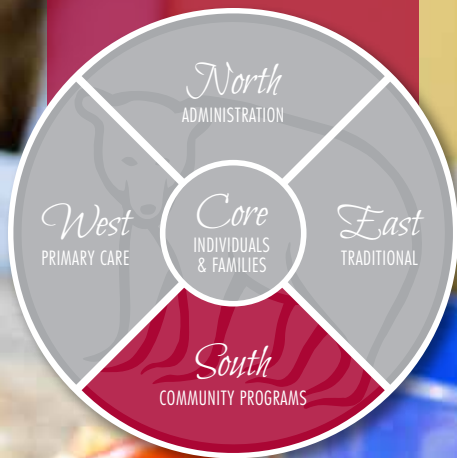 North
ADMINISTRATION
West
PRIMARY CARE
Core
INDIVIDUALS
& FAMILIES
East
TRADITIONAL
South
COMMUNITY PROGRAMS